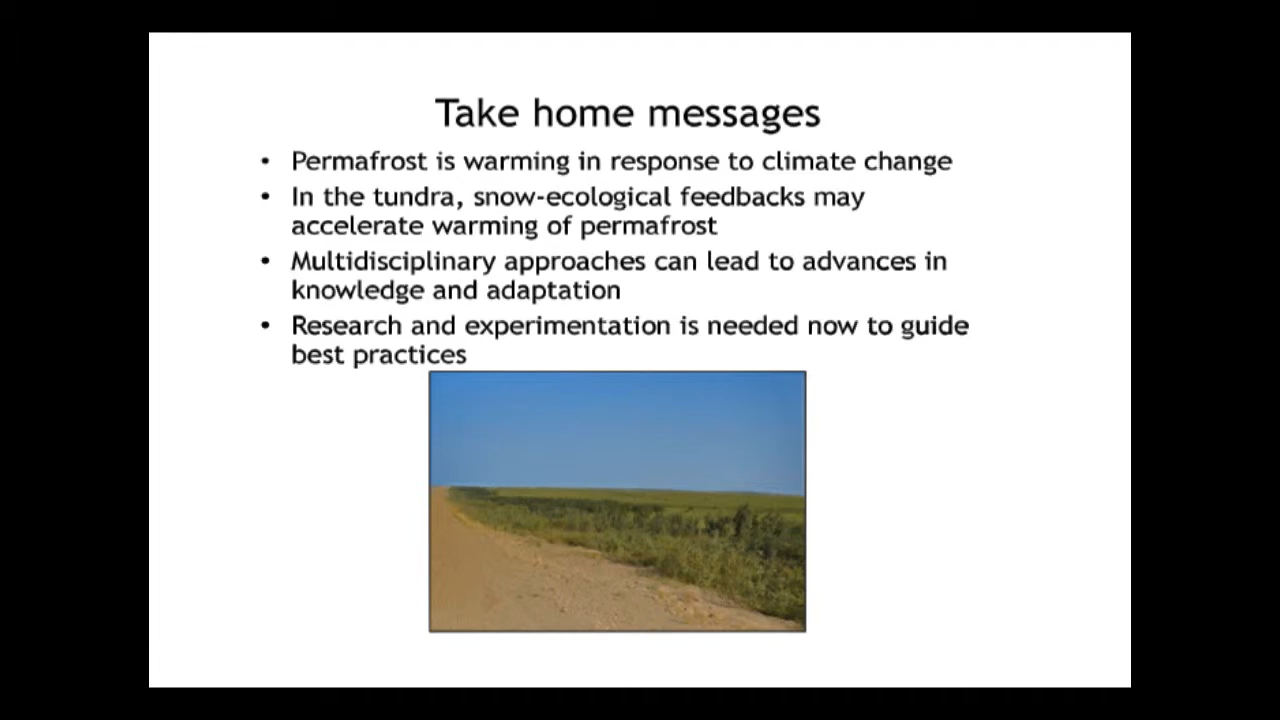 Take home messages
• Permafrost is warming in response to climate change
• In the tundra, snow-ecological feedbacks may
accelerate warming of permafrost
• Multidisciplinary approaches can lead to advances in
knowledge and adaptation
• Research and experimentation is needed now to guide
best practices